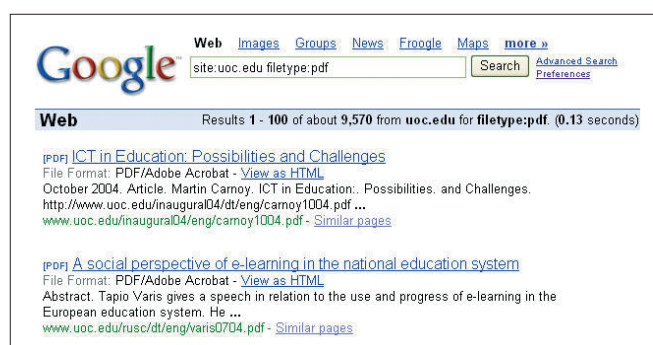 Google™
Web Images Groups News Froogle Maps more »
site:uoc.edu filetype:pdf Search Advanced Search
Preferences
Web Results 1 - 100 of about 9,570 from uoc.edu for filetype:pdf. (0.13 seconds)
[PDF] ICT in Education: Possibilities and Challenges
File Format: PDF/Adobe Acrobat - View as HTML
October 2004. Article. Martin Carnoy. ICT in Education:. Possibilities. and Challenges.
http://www.uoc.edu/inaugural04/dt/eng/carnoy1004.pdf ...
www.uoc.edu/inaugural04/eng/carnoy1004.pdf - Similar pages
[PDF] A social perspective of e-learning in the national education system
File Format: PDF/Adobe Acrobat - View as HTML
Abstract. Tapio Varis gives a speech in relation to the use and progress of e-learning in the
European education system. He ...
www.uoc.edu/rusc/dt/eng/varis0704.pdf - Similar pages